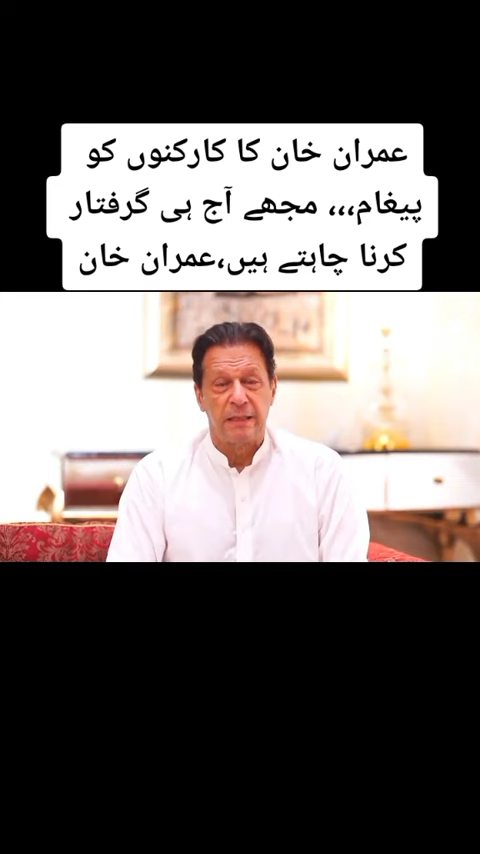 عمران خان کا کارکنوں کو
پیغام،،، مجھے آج ہی گرفتار
کرنا چاہتے ہیں،عمران خان